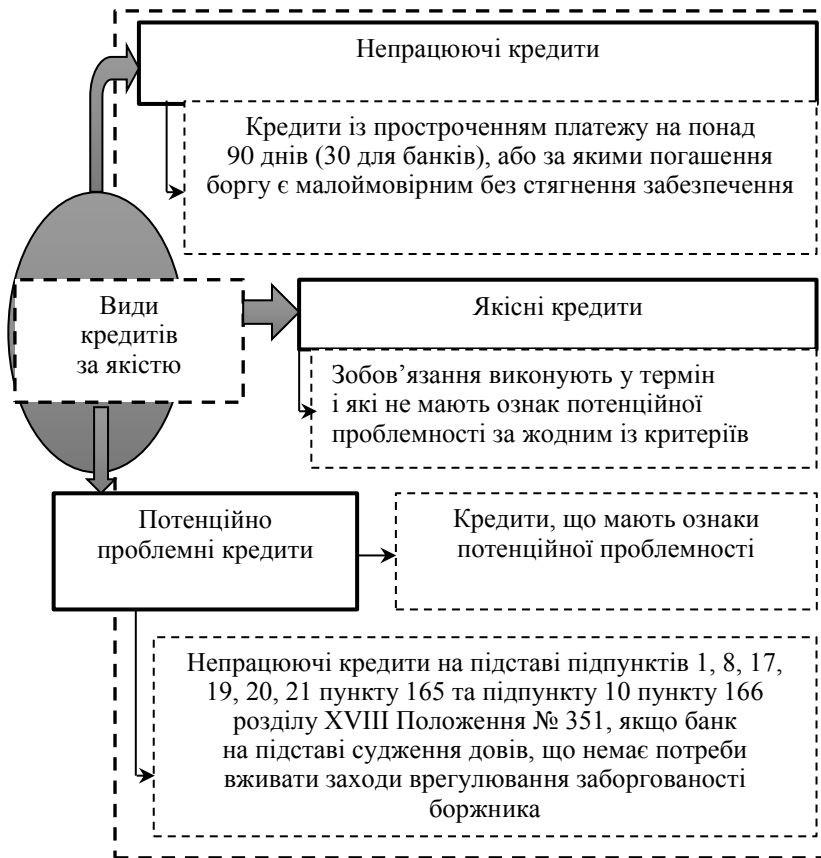 Непрацюючі кредити
Кредити із простроченням платежу на понад
90 днів (30 для банків), або за якими погашення
боргу є малоймовірним без стягнення забезпечення
Види
кредитів
за якістю
Якісні кредити
Зобов’язання виконують у термін
і які не мають ознак потенційної
проблемності за жодним із критеріїв
Потенційно
проблемні кредити
Кредити, що мають ознаки
потенційної проблемності
Непрацюючі кредити на підставі підпунктів 1, 8, 17,
19, 20, 21 пункту 165 та підпункту 10 пункту 166
розділу XVIII Положення № 351, якщо банк
на підставі судження довів, що немає потреби
вживати заходи врегулювання заборгованості
боржника